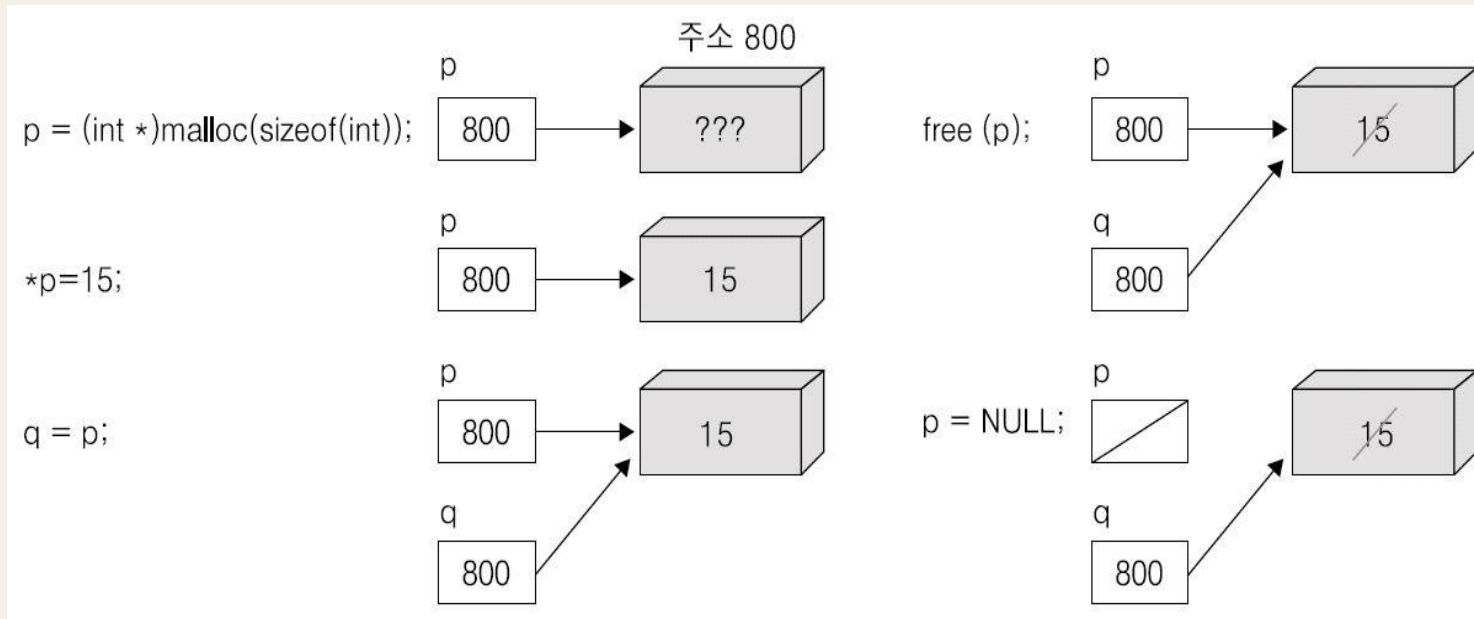 주소 800
p
p = (int *)malloc(sizeof(int));
800
???
p
*p=15;
800
15
p
q = p;
800
15
q
800
p
free (p);
800
15
q
800
p
p = NULL;
15
q
800